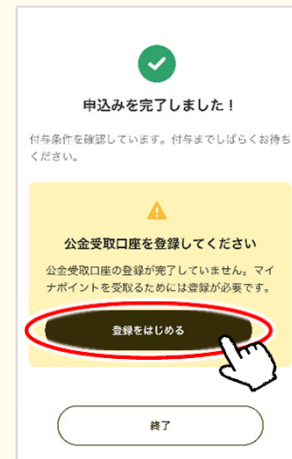 申込みを完了しました！
付与条件を確認しています。付与までしばらくお待ち
ください。
公金受取口座を登録してください
公金受取口座の登録が完了していません。マイ
ナポイントを受取るためには登録が必要です。
登録をはじめる
終了